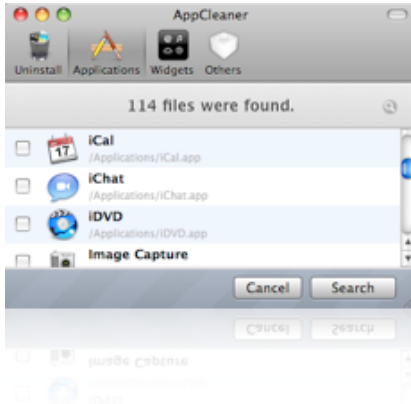 AppCleaner
Uninstall Applications Widgets Others
114 files were found.
17
iCal
/Applications/iCal.app
iChat
/Applications/iChat.app
iDVD
/Applications/iDVD.app
Image Capture
Cancel Search